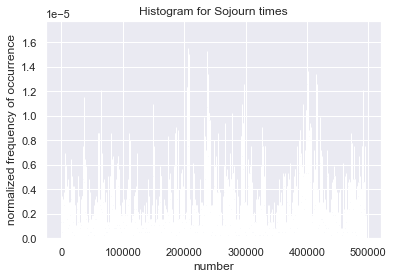 Histogram for Sojourn times
1e−5
normalized frequency of occurrence
1.6
1.4
1.2
1.0
0.8
0.6
0.4
0.2
0.0
0 100000 200000 300000 400000 500000
number